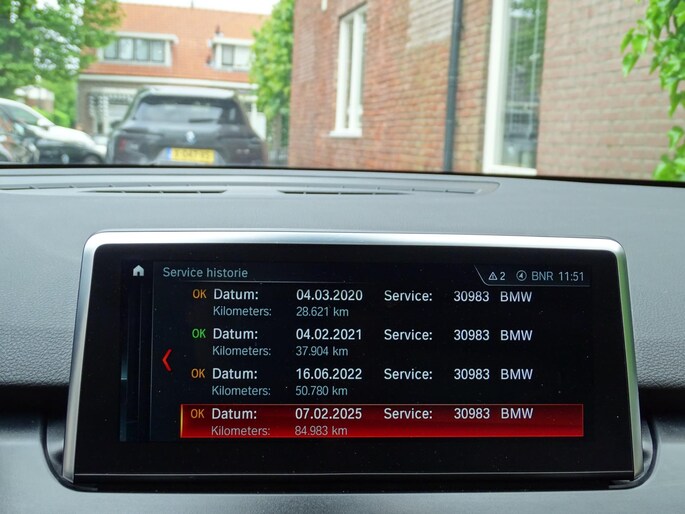 Service historie
2 BNR 11:51
OK Datum: 04.03.2020 Service: 30983 BMW
Kilometers: 28.621 km
OK Datum: 04.02.2021 Service: 30983 BMW
Kilometers: 37.904 km
OK Datum: 16.06.2022 Service: 30983 BMW
Kilometers: 50.780 km
OK Datum: 07.02.2025 Service: 30983 BMW
Kilometers: 84.983 km